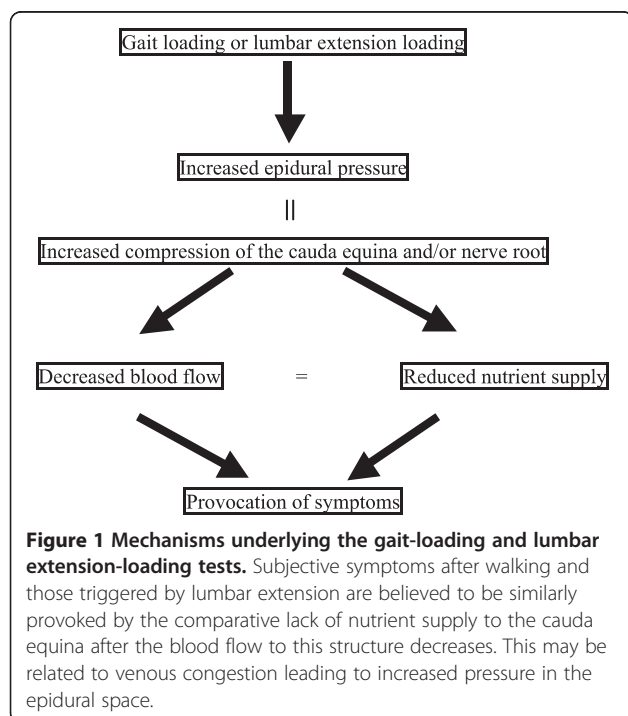 Gait loading or lumbar extension loading
Increased epidural pressure
||
Increased compression of the cauda equina and/or nerve root
Decreased blood flow = Reduced nutrient supply
Provocation of symptoms
Figure 1 Mechanisms underlying the gait-loading and lumbar
extension-loading tests. Subjective symptoms after walking and
those triggered by lumbar extension are believed to be similarly
provoked by the comparative lack of nutrient supply to the cauda
equina after the blood flow to this structure decreases. This may be
related to venous congestion leading to increased pressure in the
epidural space.